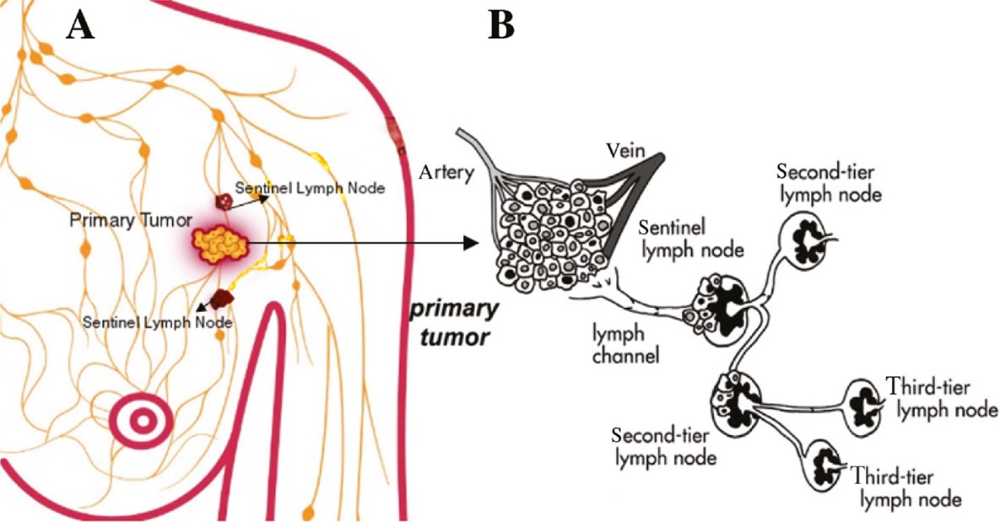 A
Sentinel Lymph Node
Primary Tumor
Sentinel Lymph Node
B
Artery
Vein
Sentinel
lymph node
Second-tier
lymph node
primary
tumor
lymph
channel
Second-tier
lymph node
Third-tier
lymph node
Third-tier
lymph node